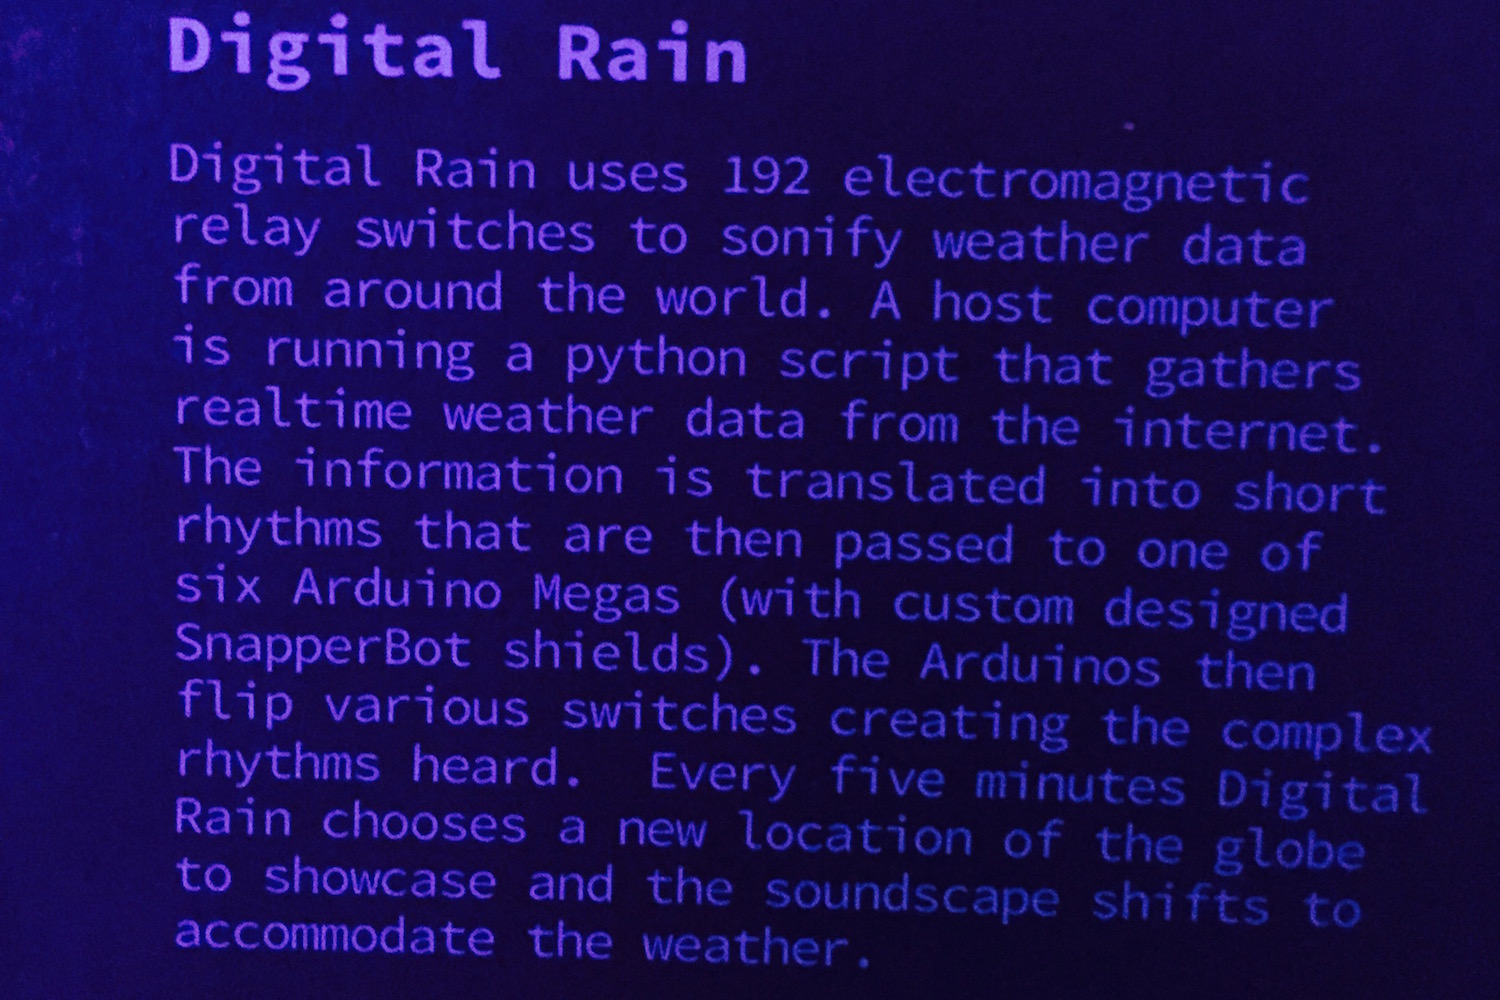 Digital Rain
Digital Rain uses 192 electromagnetic
relay switches to sonify weather data
from around the world. A host computer
is running a python script that gathers
realtime weather data from the internet.
The information is translated into short
rhythms that are then passed to one of
six Arduino Megas (with custom designed
SnapperBot shields). The Arduinos then
flip various switches creating the complex
rhythms heard.  Every five minutes Digital
Rain chooses a new location of the globe
to showcase and the soundscape shifts to
accommodate the weather.